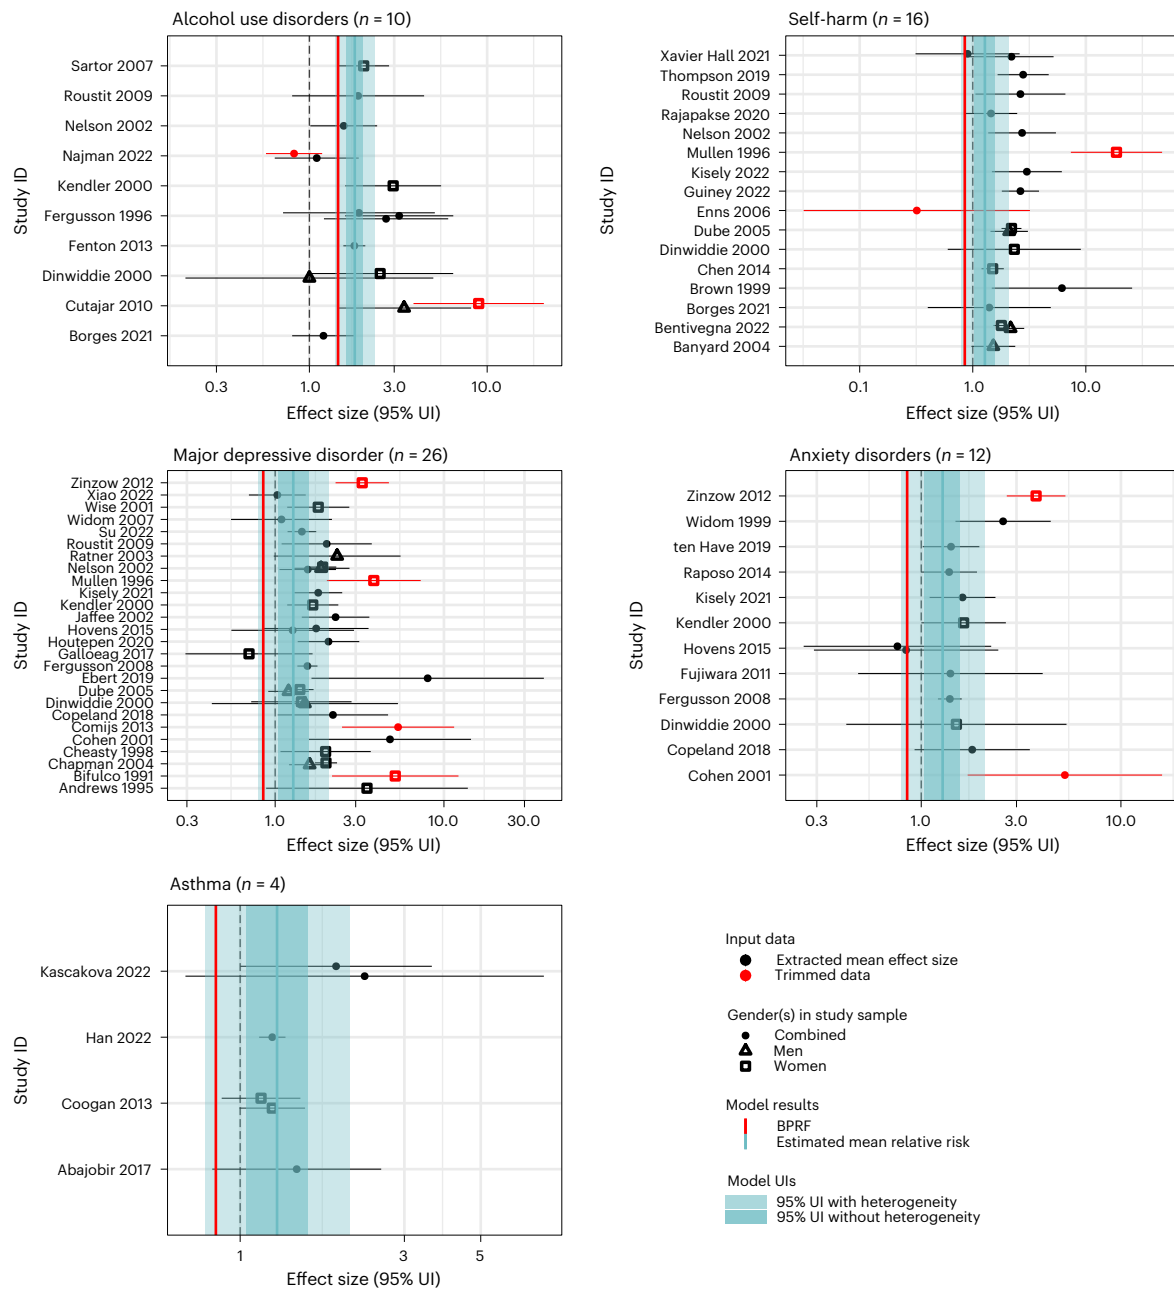 Alcohol use disorders (n = 10)
Study ID
Sartor 2007
Roustit 2009
Nelson 2002
Najman 2022
Kendler 2000
Fergusson 1996
Fenton 2013
Dinwiddie 2000
Cutajar 2010
Borges 2021
0.3 1.0 3.0 10.0
Effect size (95% UI)
Self-harm (n = 16)
Study ID
Xavier Hall 2021
Thompson 2019
Roustit 2009
Rajapakse 2020
Nelson 2002
Mullen 1996
Kisely 2022
Guiney 2022
Enns 2006
Dube 2005
Dinwiddie 2000
Chen 2014
Brown 1999
Borges 2021
Bentivegna 2022
Banyard 2004
0.1 1.0 10.0
Effect size (95% UI)
Major depressive disorder (n = 26)
Study ID
Zinzow 2012
Xiao 2022
Wise 2001
Widom 2007
Su 2022
Roustit 2009
Ratner 2003
Nelson 2002
Mullen 1996
Kisely 2021
Kendler 2000
Jaffee 2002
Hovens 2015
Houtepen 2020
Galloeag 2017
Fergusson 2008
Ebert 2019
Dube 2005
Dinwiddie 2000
Copeland 2018
Comijs 2013
Cohen 2001
Cheasty 1998
Chapman 2004
Bifulco 1991
Andrews 1995
0.3 1.0 3.0 10.0 30.0
Effect size (95% UI)
Anxiety disorders (n = 12)
Study ID
Zinzow 2012
Widom 1999
ten Have 2019
Raposo 2014
Kisely 2021
Kendler 2000
Hovens 2015
Fujiwara 2011
Fergusson 2008
Dinwiddie 2000
Copeland 2018
Cohen 2001
0.3 1.0 3.0 10.0
Effect size (95% UI)
Asthma (n = 4)
Study ID
Kascakova 2022
Han 2022
Coogan 2013
Abajobir 2017
1 3 5
Effect size (95% UI)
Input data
Extracted mean effect size
Trimmed data
Gender(s) in study sample
Combined
Men
Women
Model results
BPRF
Estimated mean relative risk
Model UIs
95% UI with heterogeneity
95% UI without heterogeneity